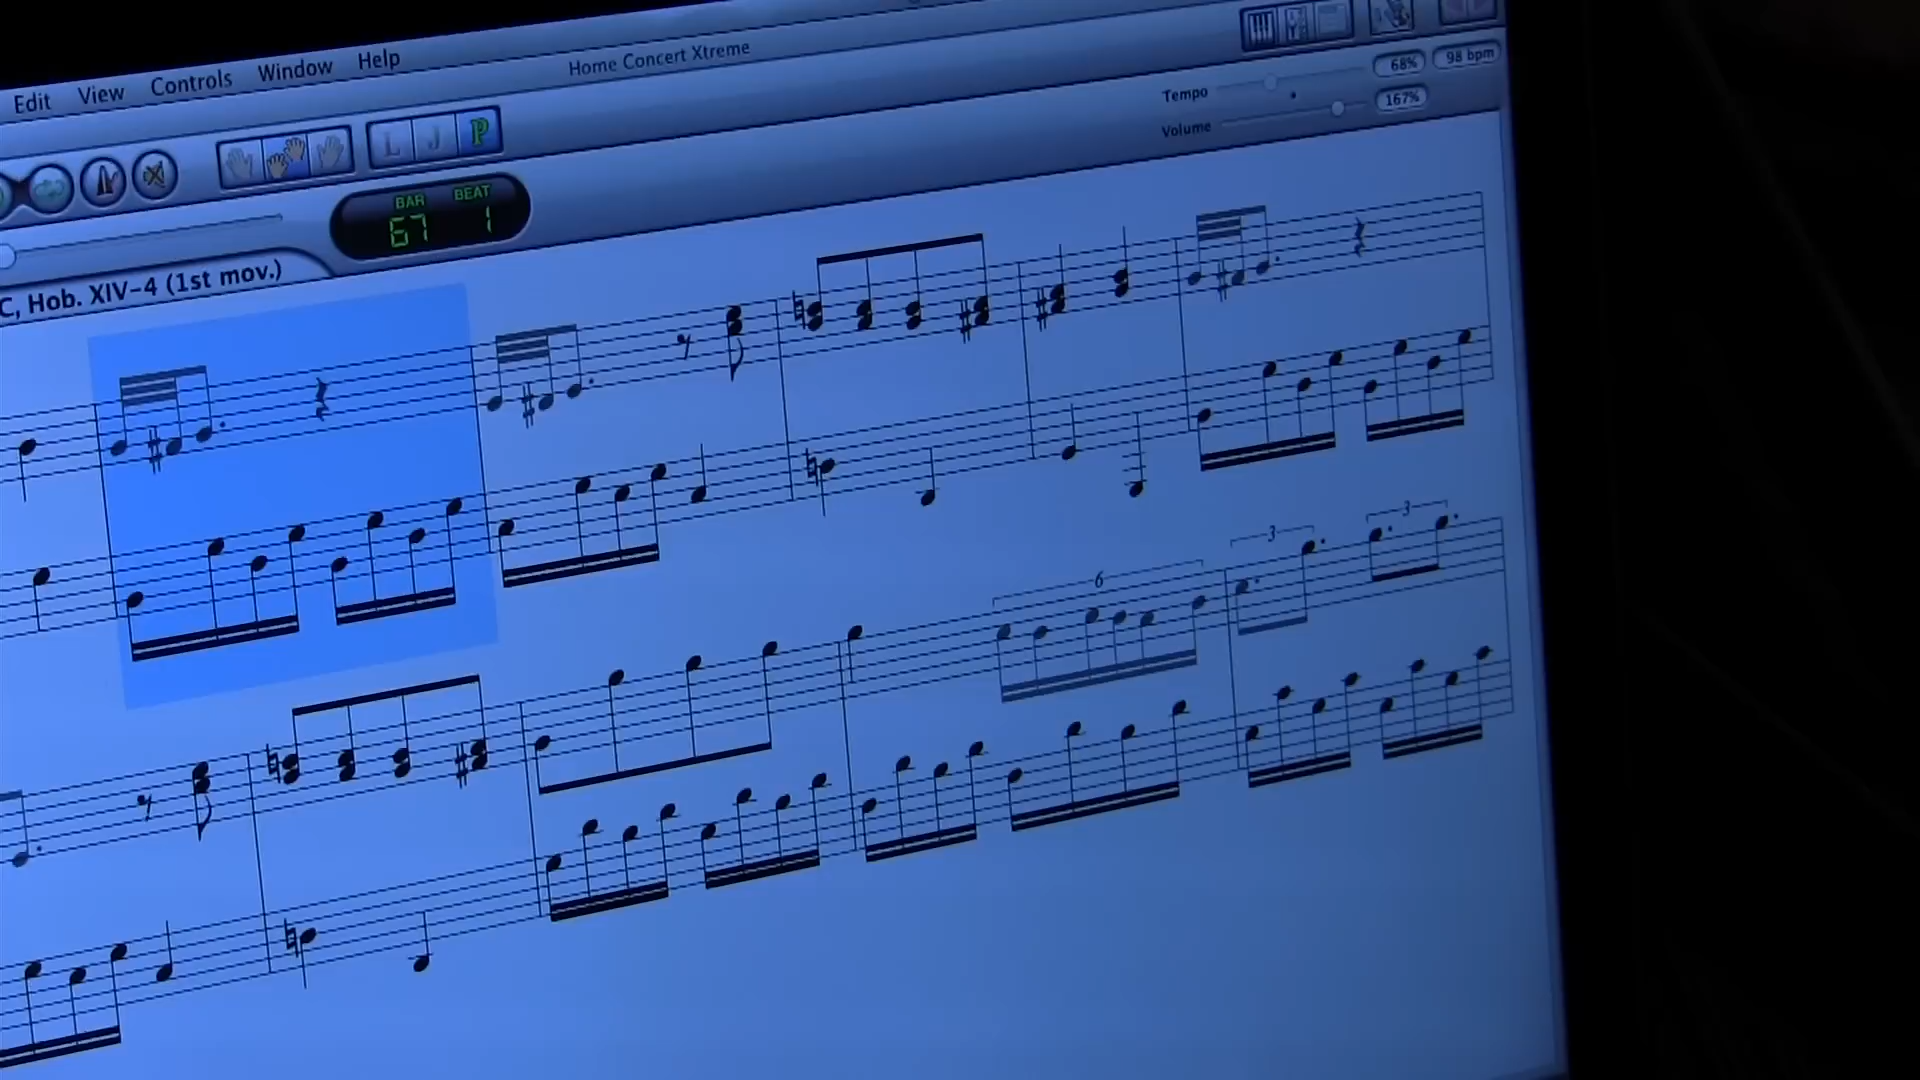 Edit View Controls Window Help
Home Concert Xtreme
Tempo 68% 98 bpm
Volume 167%
L J P
BAR BEAT
67 1
C, Hob. XIV-4 (1st mov.)
3 3
6